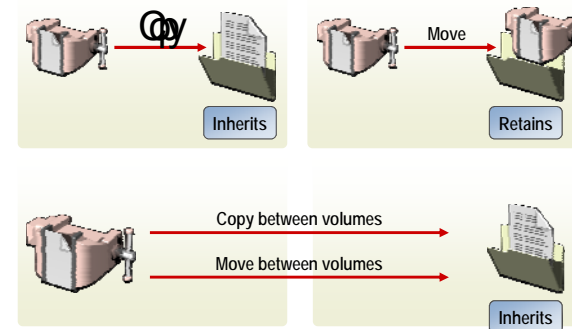 Copy
Move
Inherits
Retains
Copy between volumes
Move between volumes
Inherits